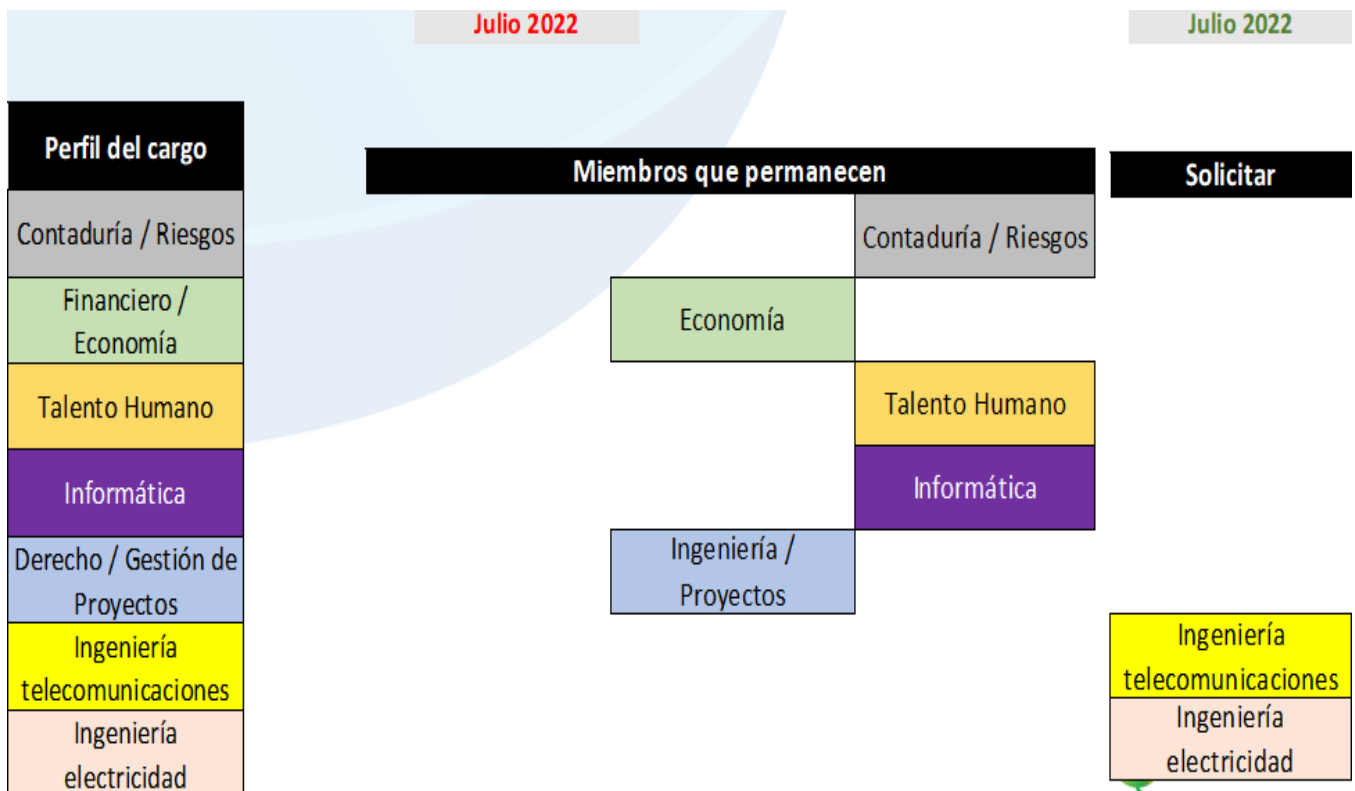 Julio 2022
Julio 2022
Perfil del cargo
Miembros que permanecen
Solicitar
Contaduría / Riesgos
Contaduría / Riesgos
Financiero /
Economía
Economía
Talento Humano
Talento Humano
Informática
Informática
Derecho / Gestión de
Proyectos
Ingeniería /
Proyectos
Ingeniería
telecomunicaciones
Ingeniería
telecomunicaciones
Ingeniería
electricidad
Ingeniería
electricidad